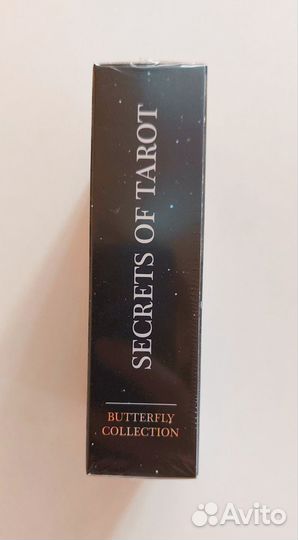 SECRETS OF TAROT
BUTTERFLY
COLLECTION
Avito